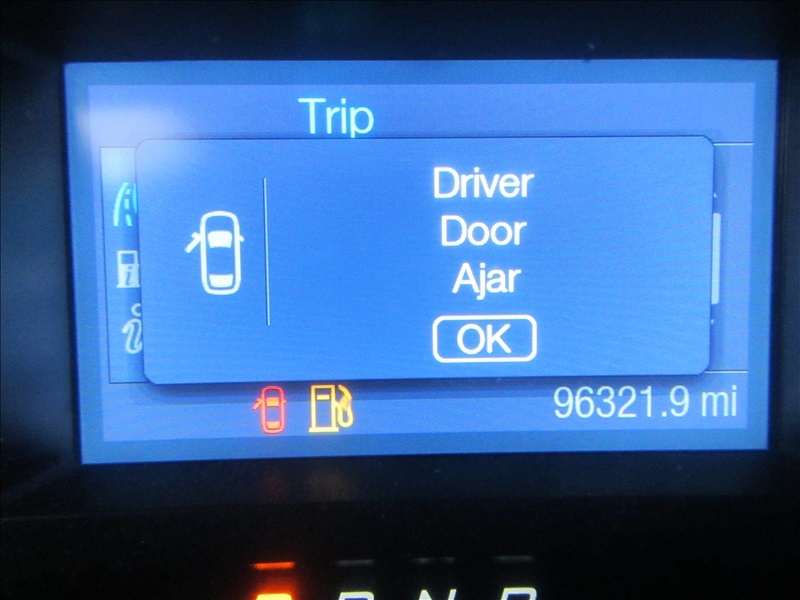 Trip
Driver
Door
Ajar
OK
96321.9 mi
R N D